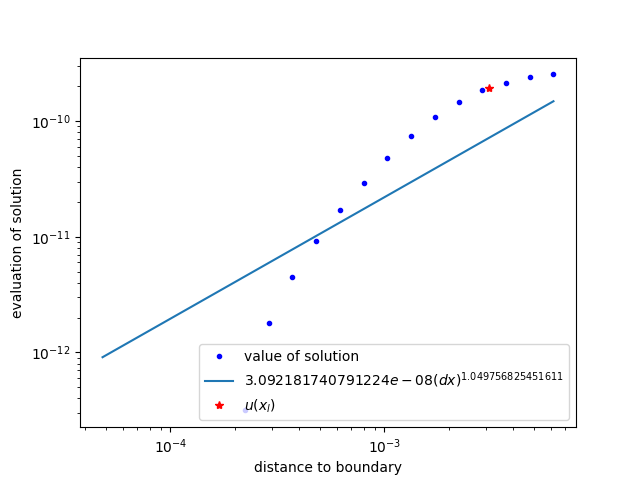 10⁻¹⁰
10⁻¹¹
10⁻¹²
evaluation of solution
value of solution
3.092181740791224e − 08(dx)^1.049756825451611
u(x_I)
10⁻⁴ 10⁻³
distance to boundary